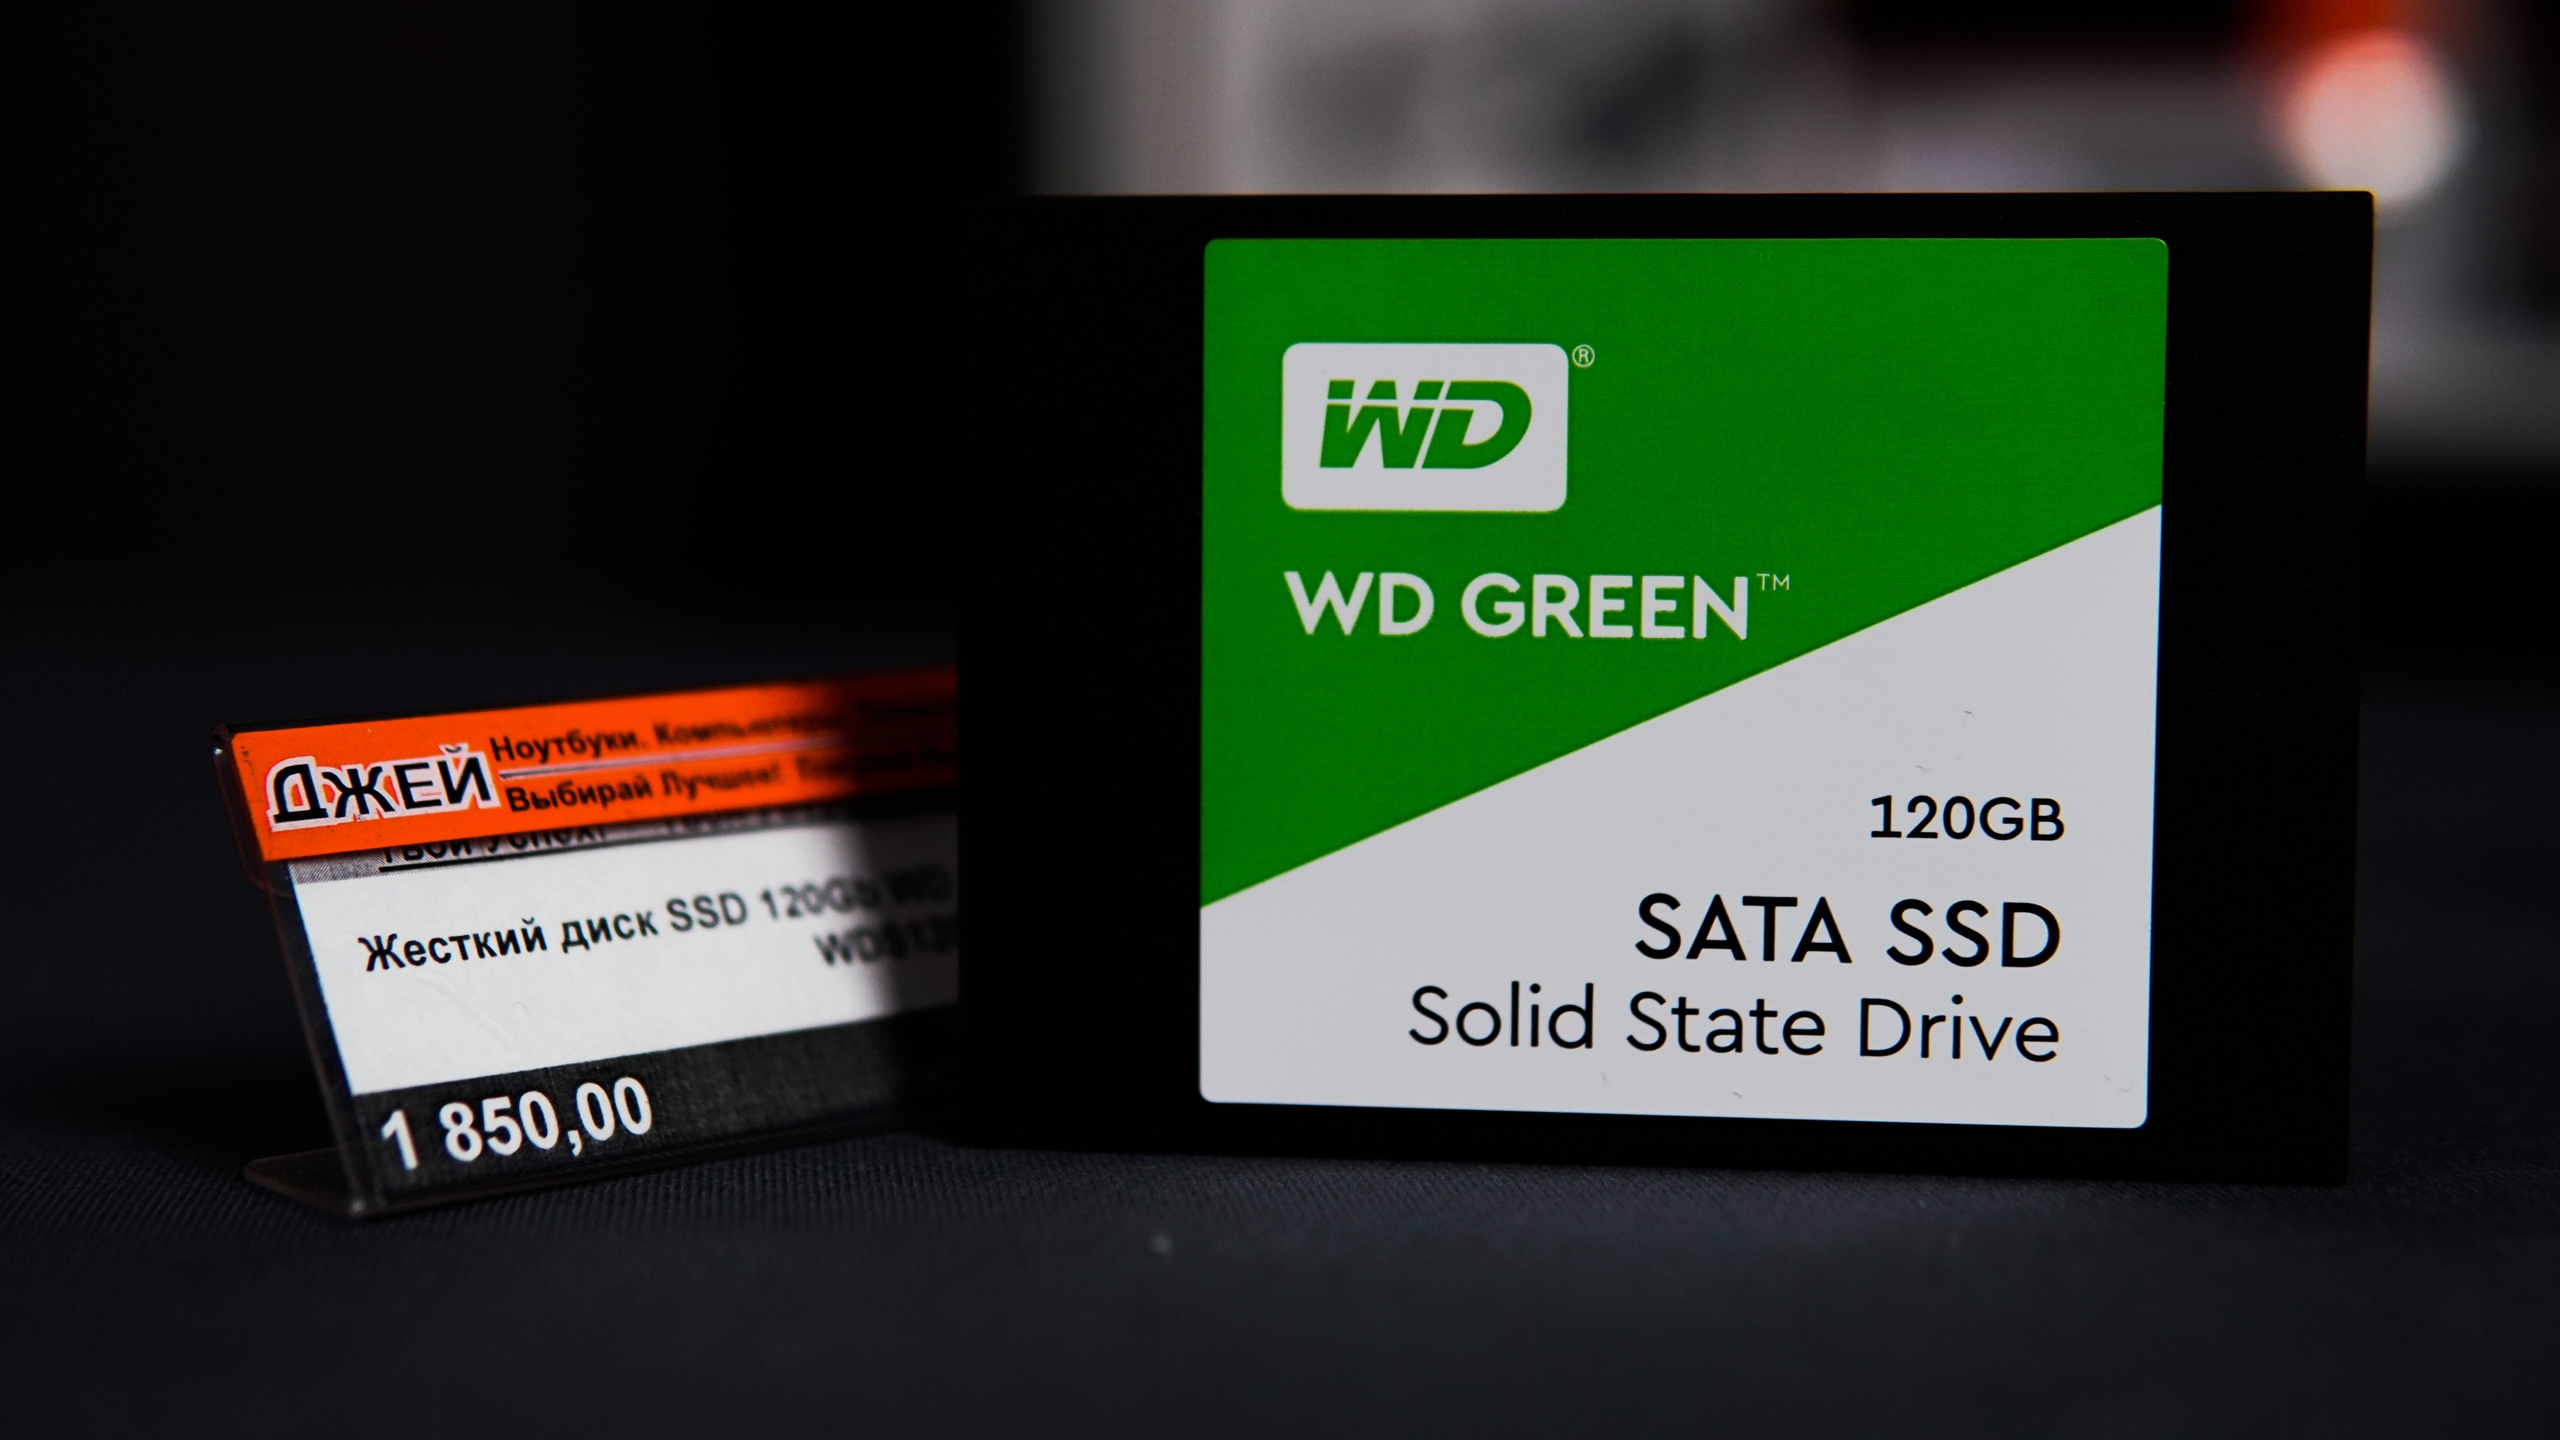 Джей
Ноутбуки. Компьютеры.
Выбирай Лучшее!
Твой Успех!
Жесткий диск SSD 120Gb WD
WDS120
1 850,00
WD®
WD GREEN™
120GB
SATA SSD
Solid State Drive